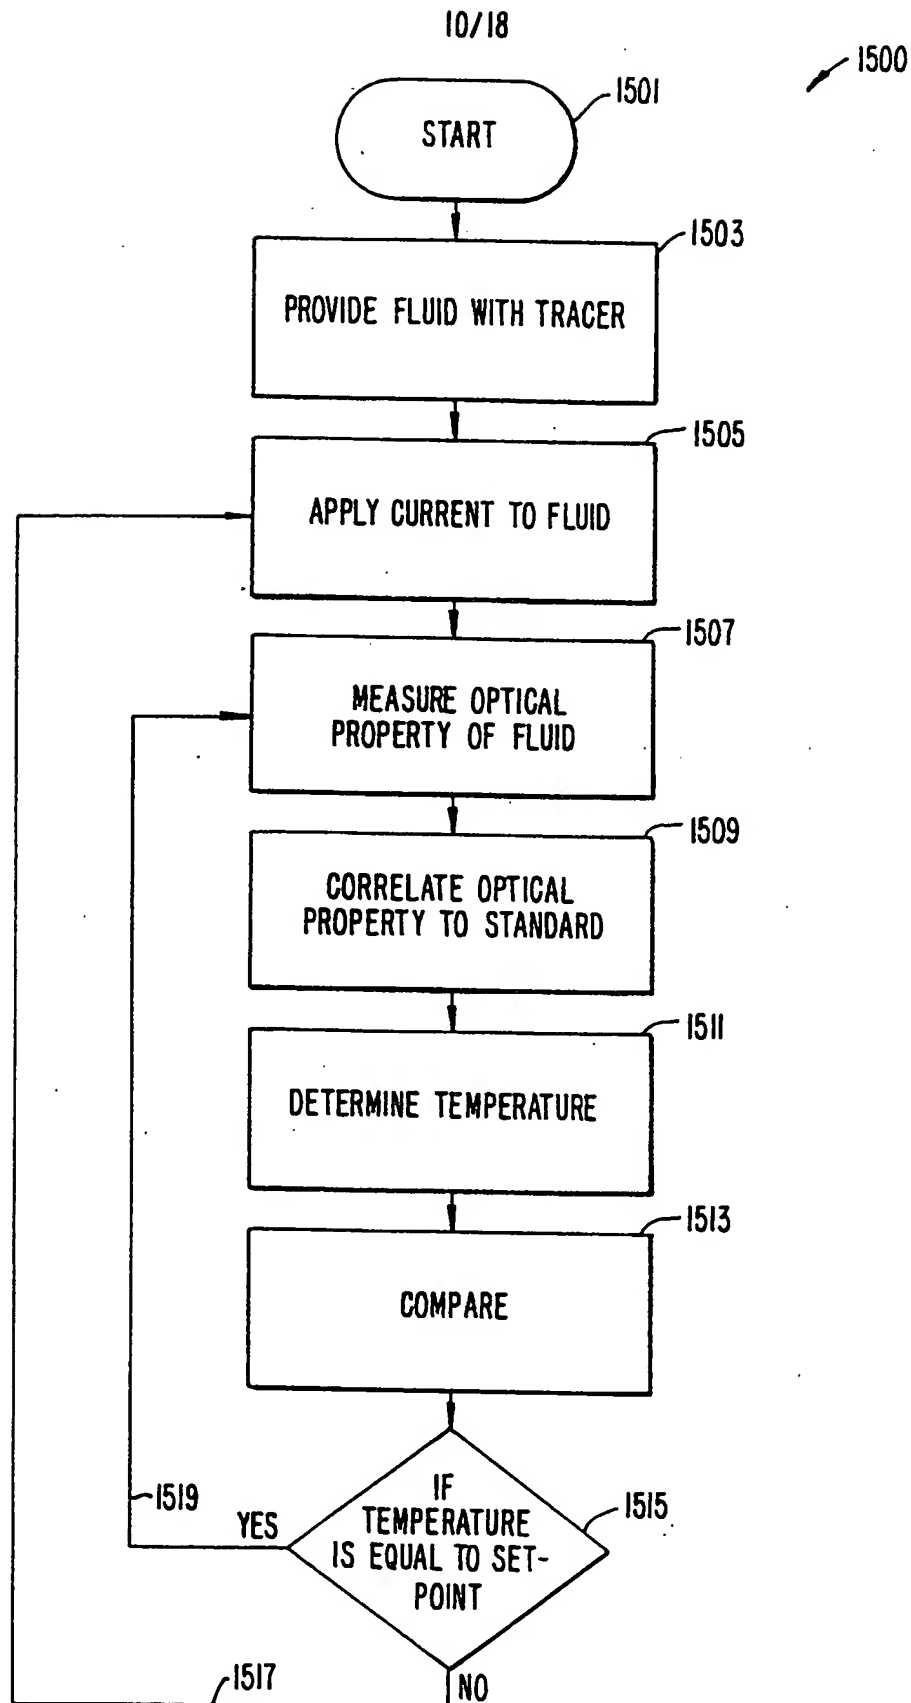 10/18
1500
1501
START
1503
PROVIDE FLUID WITH TRACER
1505
APPLY CURRENT TO FLUID
1507
MEASURE OPTICAL
PROPERTY OF FLUID
1509
CORRELATE OPTICAL
PROPERTY TO STANDARD
1511
DETERMINE TEMPERATURE
1513
COMPARE
IF
TEMPERATURE
IS EQUAL TO SET-
POINT
1515
1519
YES
1517
NO